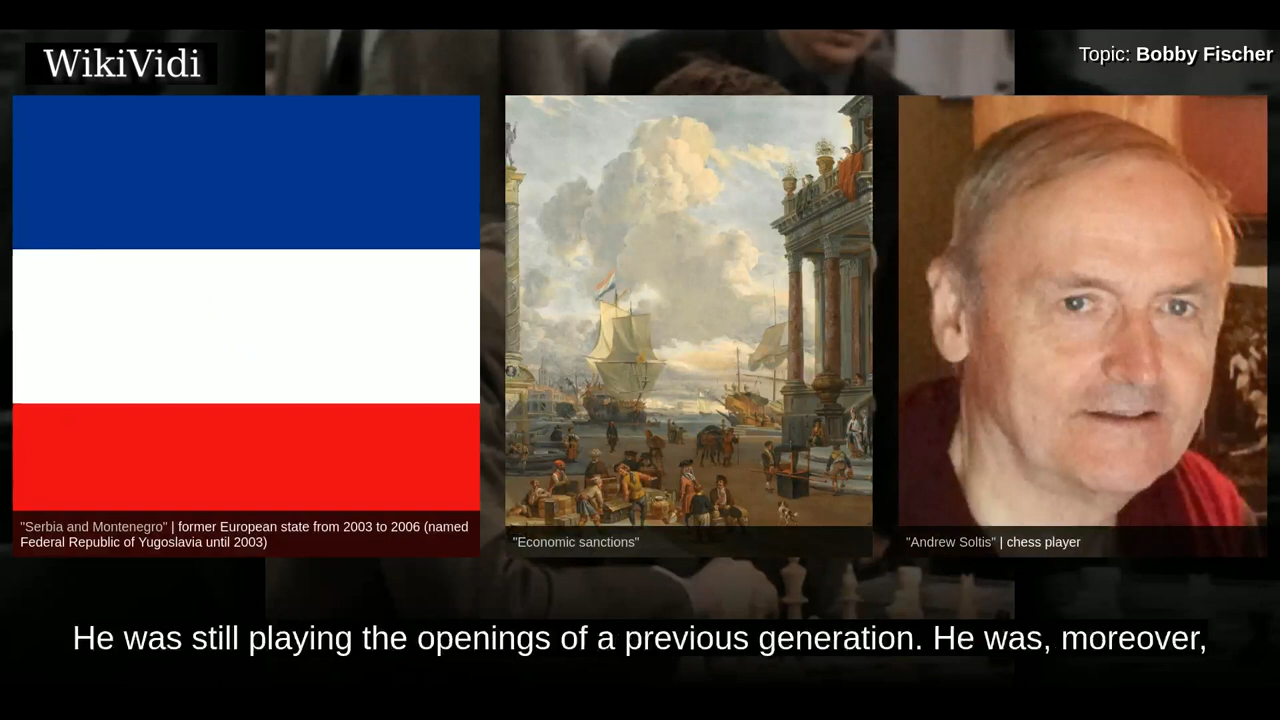 WikiVidi
Topic: Bobby Fischer
"Serbia and Montenegro" | former European state from 2003 to 2006 (named
Federal Republic of Yugoslavia until 2003)
"Economic sanctions"
"Andrew Soltis" | chess player
He was still playing the openings of a previous generation. He was, moreover,